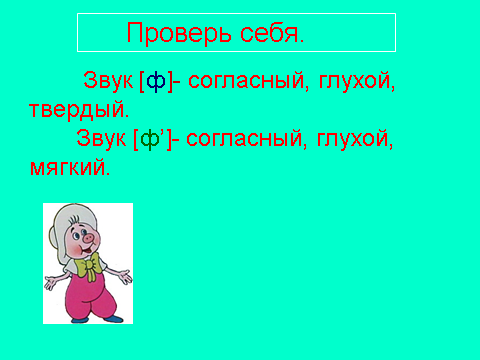 Проверь себя.
Звук [ф]- согласный, глухой,
твердый.
Звук [ф’]- согласный, глухой,
мягкий.